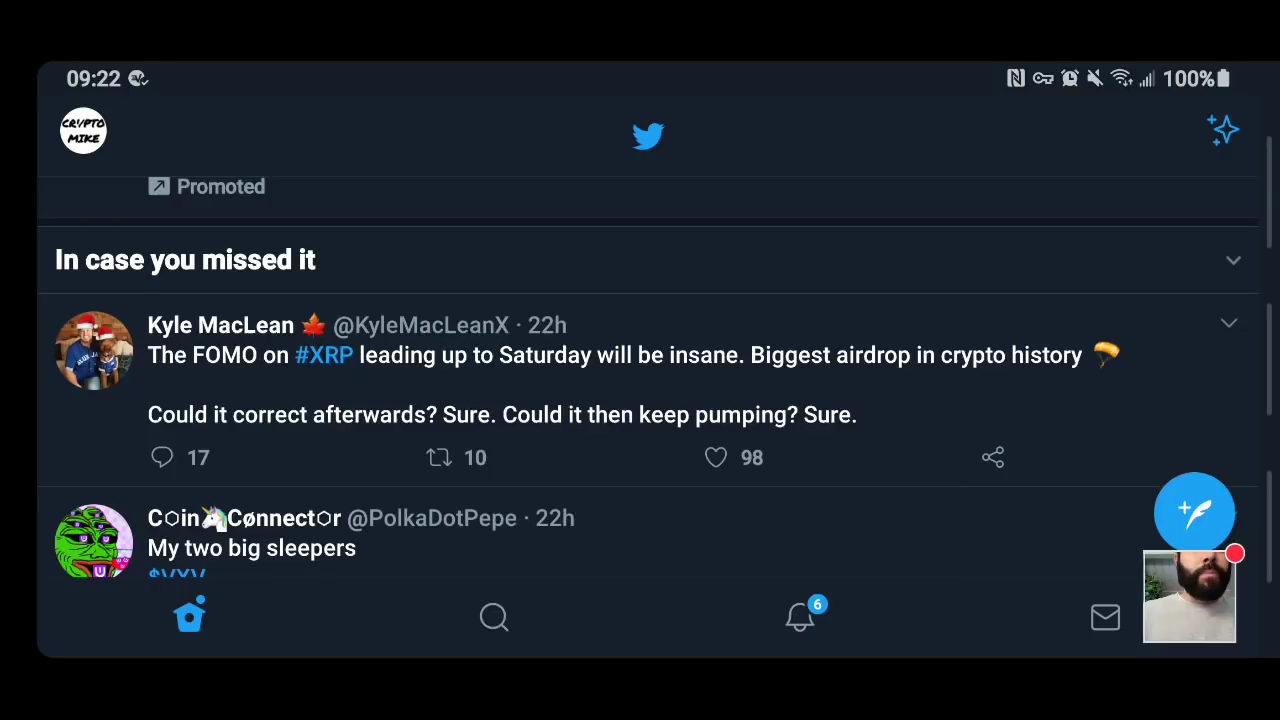 09:22 100%
CRYPTO
MIKE
Promoted
In case you missed it
Kyle MacLean 🍁 @KyleMacLeanX · 22h
The FOMO on #XRP leading up to Saturday will be insane. Biggest airdrop in crypto history 🪂
Could it correct afterwards? Sure. Could it then keep pumping? Sure.
17 10 98
C⬡in🦄Cønnect⬡r @PolkaDotPepe · 22h
My two big sleepers
6